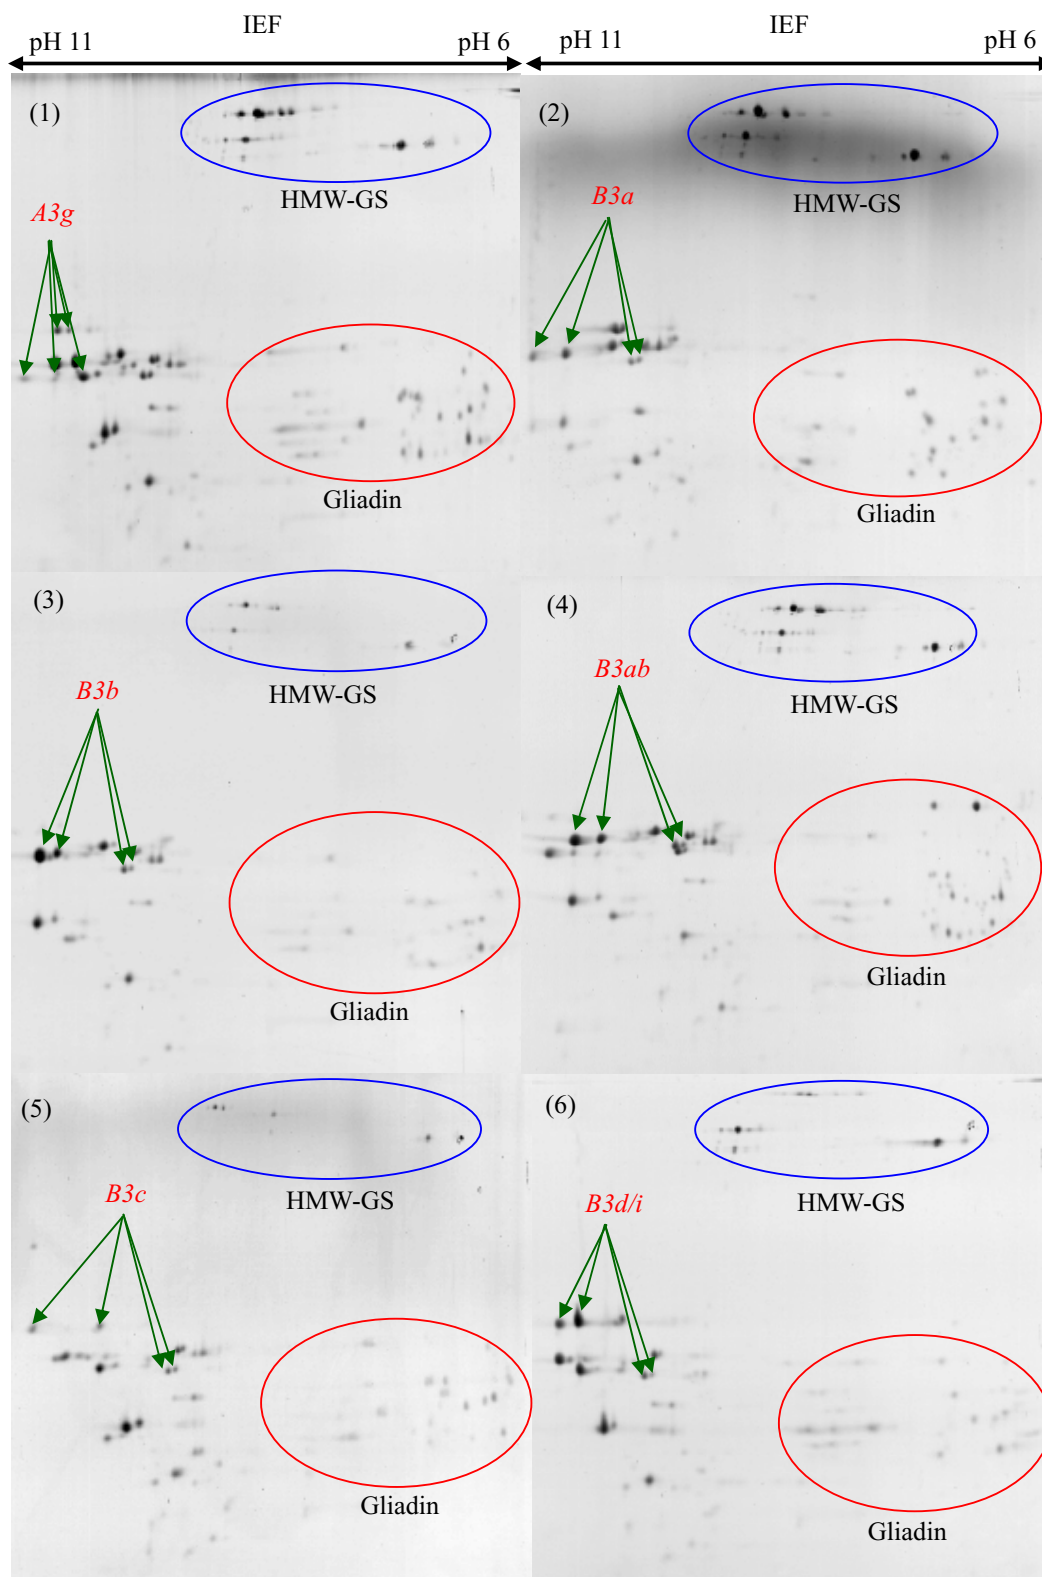 IEF
IEF
pH 11
pH 6
pH 11
pH 6
(1)
(2)
HMW-GS
HMW-GS
A3g
B3a
Gliadin
Gliadin
(3)
(4)
HMW-GS
HMW-GS
B3b
B3ab
Gliadin
Gliadin
(5)
(6)
HMW-GS
HMW-GS
B3c
B3d/i
Gliadin
Gliadin